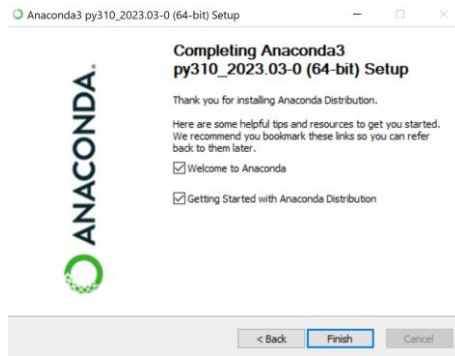 Anaconda3 py310_2023.03-0 (64-bit) Setup
Completing Anaconda3
py310_2023.03-0 (64-bit) Setup
Thank you for installing Anaconda Distribution.
Here are some helpful tips and resources to get you started.
We recommend you bookmark these links so you can refer
back to them later.
Welcome to Anaconda
Getting Started with Anaconda Distribution
ANACONDA.
< Back
Finish
Cancel